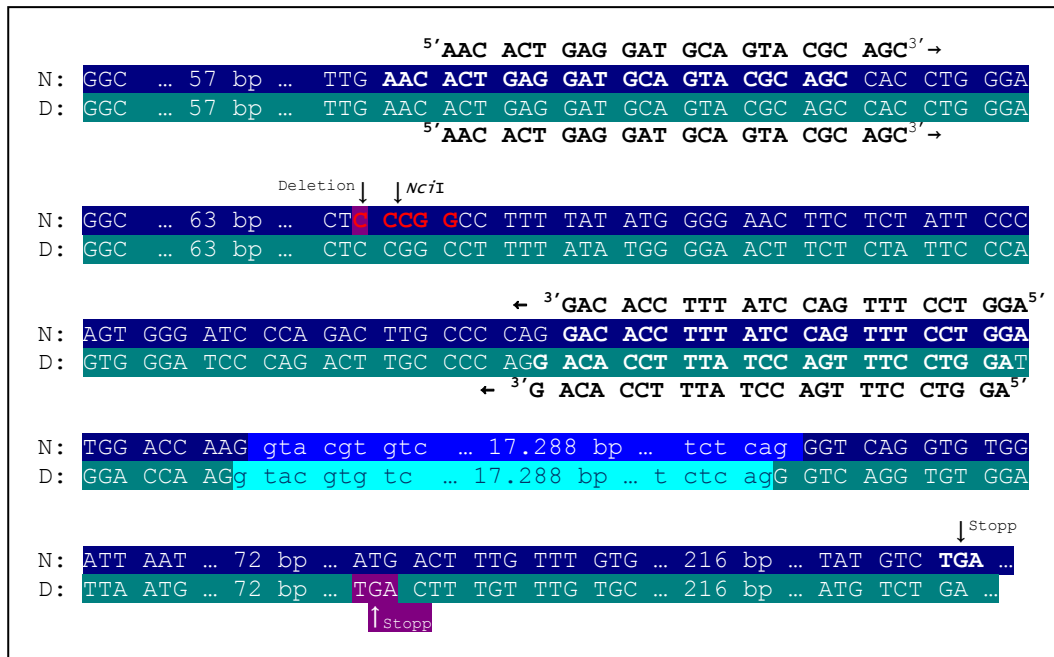 5'AAC ACT GAG GAT GCA GTA CGC AGC3'→
N: GGC … 57 bp … TTG AAC ACT GAG GAT GCA GTA CGC AGC CAC CTG GGA
D: GGC … 57 bp … TTG AAC ACT GAG GAT GCA GTA CGC AGC CAC CTG GGA
5'AAC ACT GAG GAT GCA GTA CGC AGC3'→
Deletion↓ ↓NciI
N: GGC … 63 bp … CTC CCGG GCC TTT TAT ATG GGG AAC TTC TCT ATT CCC
D: GGC … 63 bp … CTC CGG CCT TTT ATA TGG GGA ACT TCT CTA TTC CCA
← 3'GAC ACC TTT ATC CAG TTT CCT GGA5'
N: AGT GGG ATC CCA GAC TTG CCC CAG GAC ACC TTT ATC CAG TTT CCT GGA
D: GTG GGA TCC CAG ACT TGC CCC AGG ACA CCT TTA TCC AGT TTC CTG GAT
← 3'G ACA CCT TTA TCC AGT TTC CTG GA5'
N: TGG ACC AAG gta cgt gtc … 17.288 bp … tct cag GGT CAG GTG TGG
D: GGA CCA AGg tac gtg tc … 17.288 bp … t ctc agG GTC AGG TGT GGA
↓Stopp
N: ATT AAT … 72 bp … ATG ACT TTG TTT GTG … 216 bp … TAT GTC TGA …
D: TTA ATG … 72 bp … TGA CTT TGT TTG TGC … 216 bp … ATG TCT GA …
↑Stopp